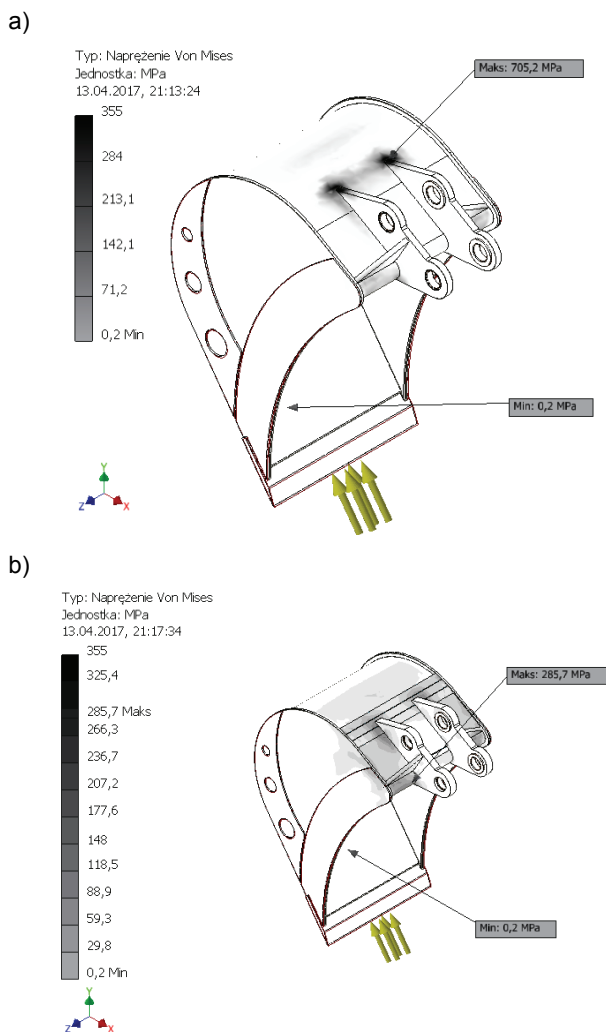 a)
Typ: Naprężenie Von Mises
Jednostka: MPa
13.04.2017, 21:13:24
355
284
213,1
142,1
71,2
0,2 Min
Maks: 705,2 MPa
Min: 0,2 MPa
Y
Z
X
b)
Typ: Naprężenie Von Mises
Jednostka: MPa
13.04.2017, 21:17:34
355
325,4
285,7 Maks
266,3
236,7
207,2
177,6
148
118,5
88,9
59,3
29,8
0,2 Min
Maks: 285,7 MPa
Min: 0,2 MPa
Y
Z
X